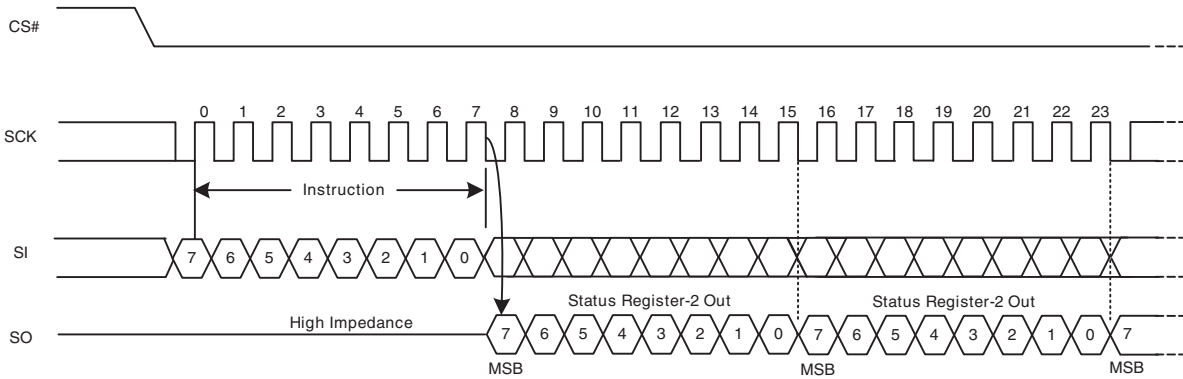 CS#
0 1 2 3 4 5 6 7 8 9 10 11 12 13 14 15 16 17 18 19 20 21 22 23
SCK
Instruction
SI
7 6 5 4 3 2 1 0
Status Register-2 Out Status Register-2 Out
High Impedance
SO
7 6 5 4 3 2 1 0 7 6 5 4 3 2 1 0 7
MSB MSB MSB